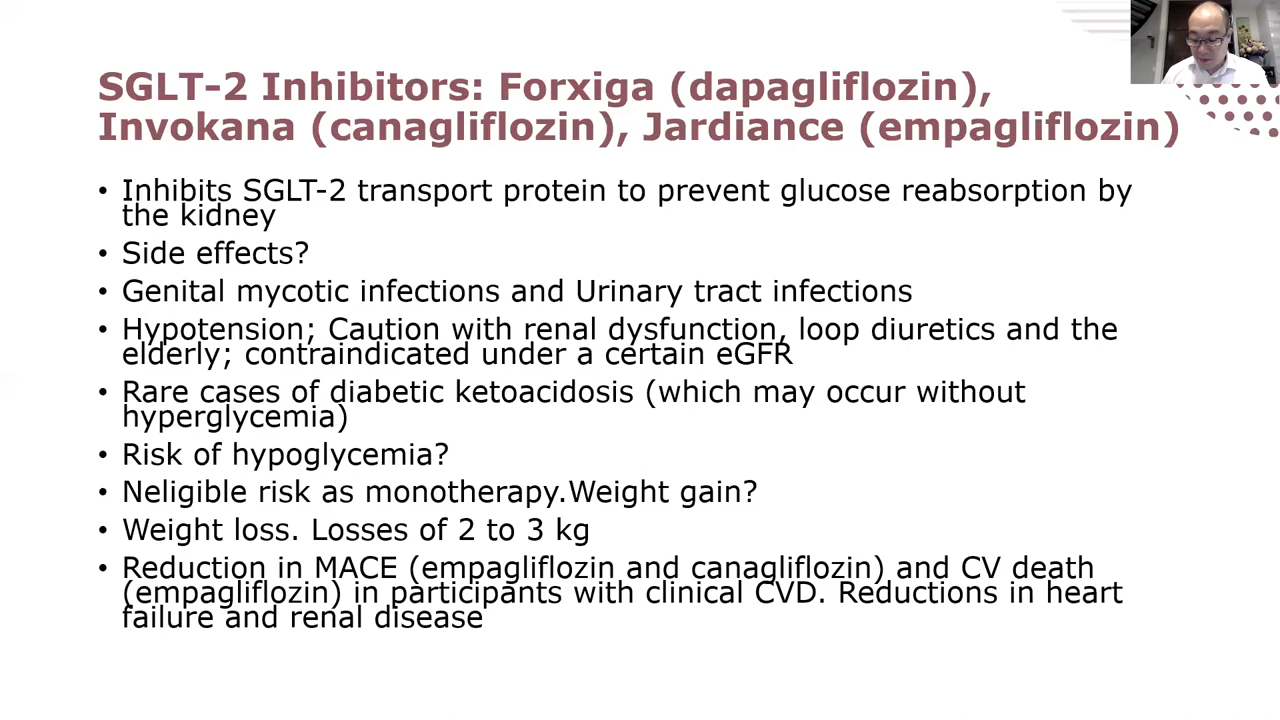 SGLT-2 Inhibitors: Forxiga (dapagliflozin),
Invokana (canagliflozin), Jardiance (empagliflozin)
• Inhibits SGLT-2 transport protein to prevent glucose reabsorption by
the kidney
• Side effects?
• Genital mycotic infections and Urinary tract infections
• Hypotension; Caution with renal dysfunction, loop diuretics and the
elderly; contraindicated under a certain eGFR
• Rare cases of diabetic ketoacidosis (which may occur without
hyperglycemia)
• Risk of hypoglycemia?
• Neligible risk as monotherapy.Weight gain?
• Weight loss. Losses of 2 to 3 kg
• Reduction in MACE (empagliflozin and canagliflozin) and CV death
(empagliflozin) in participants with clinical CVD. Reductions in heart
failure and renal disease